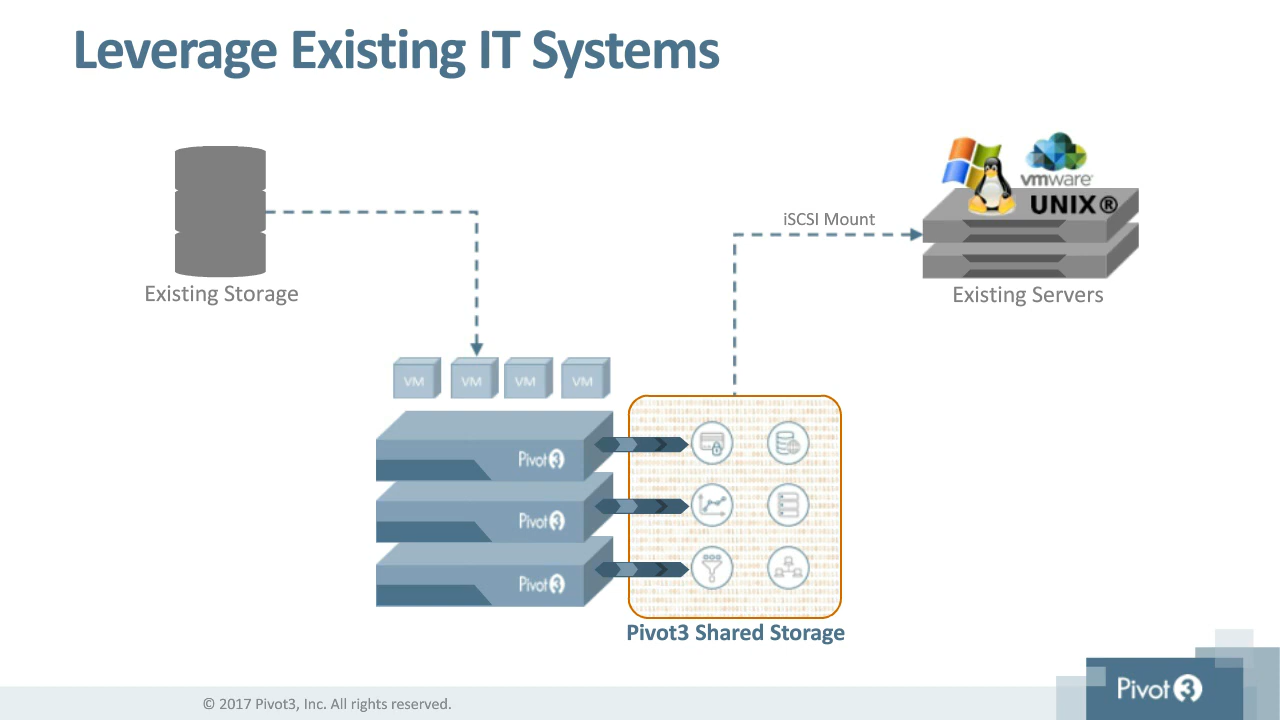 Leverage Existing IT Systems
vmware®
UNIX®
iSCSI Mount
Existing Storage
Existing Servers
VM VM VM VM
Pivot3
Pivot3
Pivot3
Pivot3 Shared Storage
© 2017 Pivot3, Inc. All rights reserved.
Pivot3